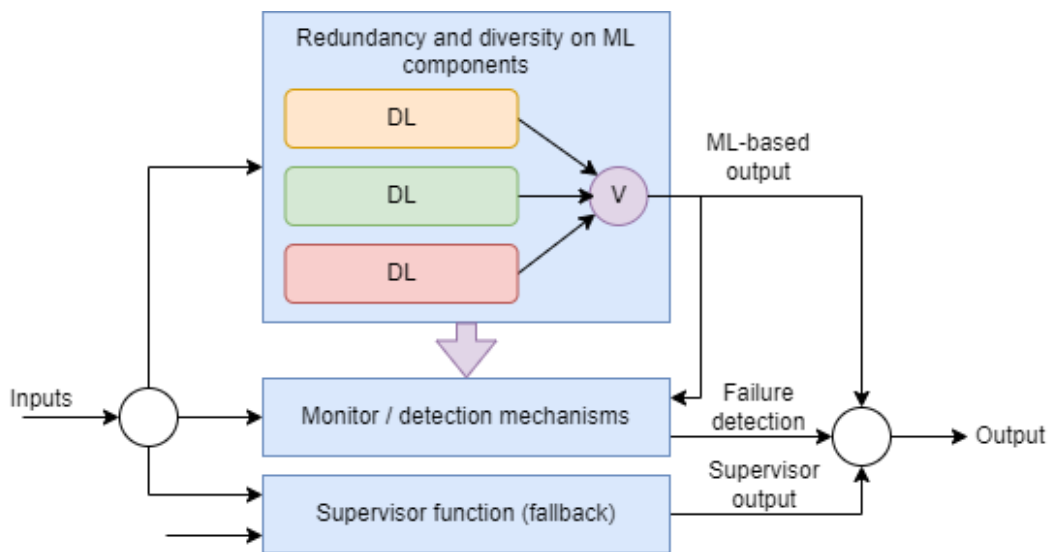 Redundancy and diversity on ML
components
DL
DL
V
DL
ML-based
output
Inputs
Monitor / detection mechanisms
Failure
detection
Output
Supervisor function (fallback)
Supervisor
output